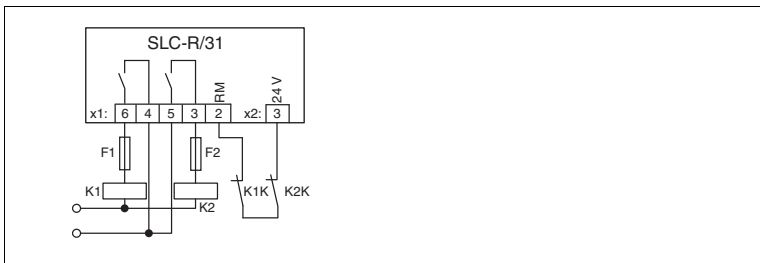 SLC-R/31
RM
24 V
x1: 6 4 5 3 2 x2: 3
F1 F2
K1 K1K K2K
K2